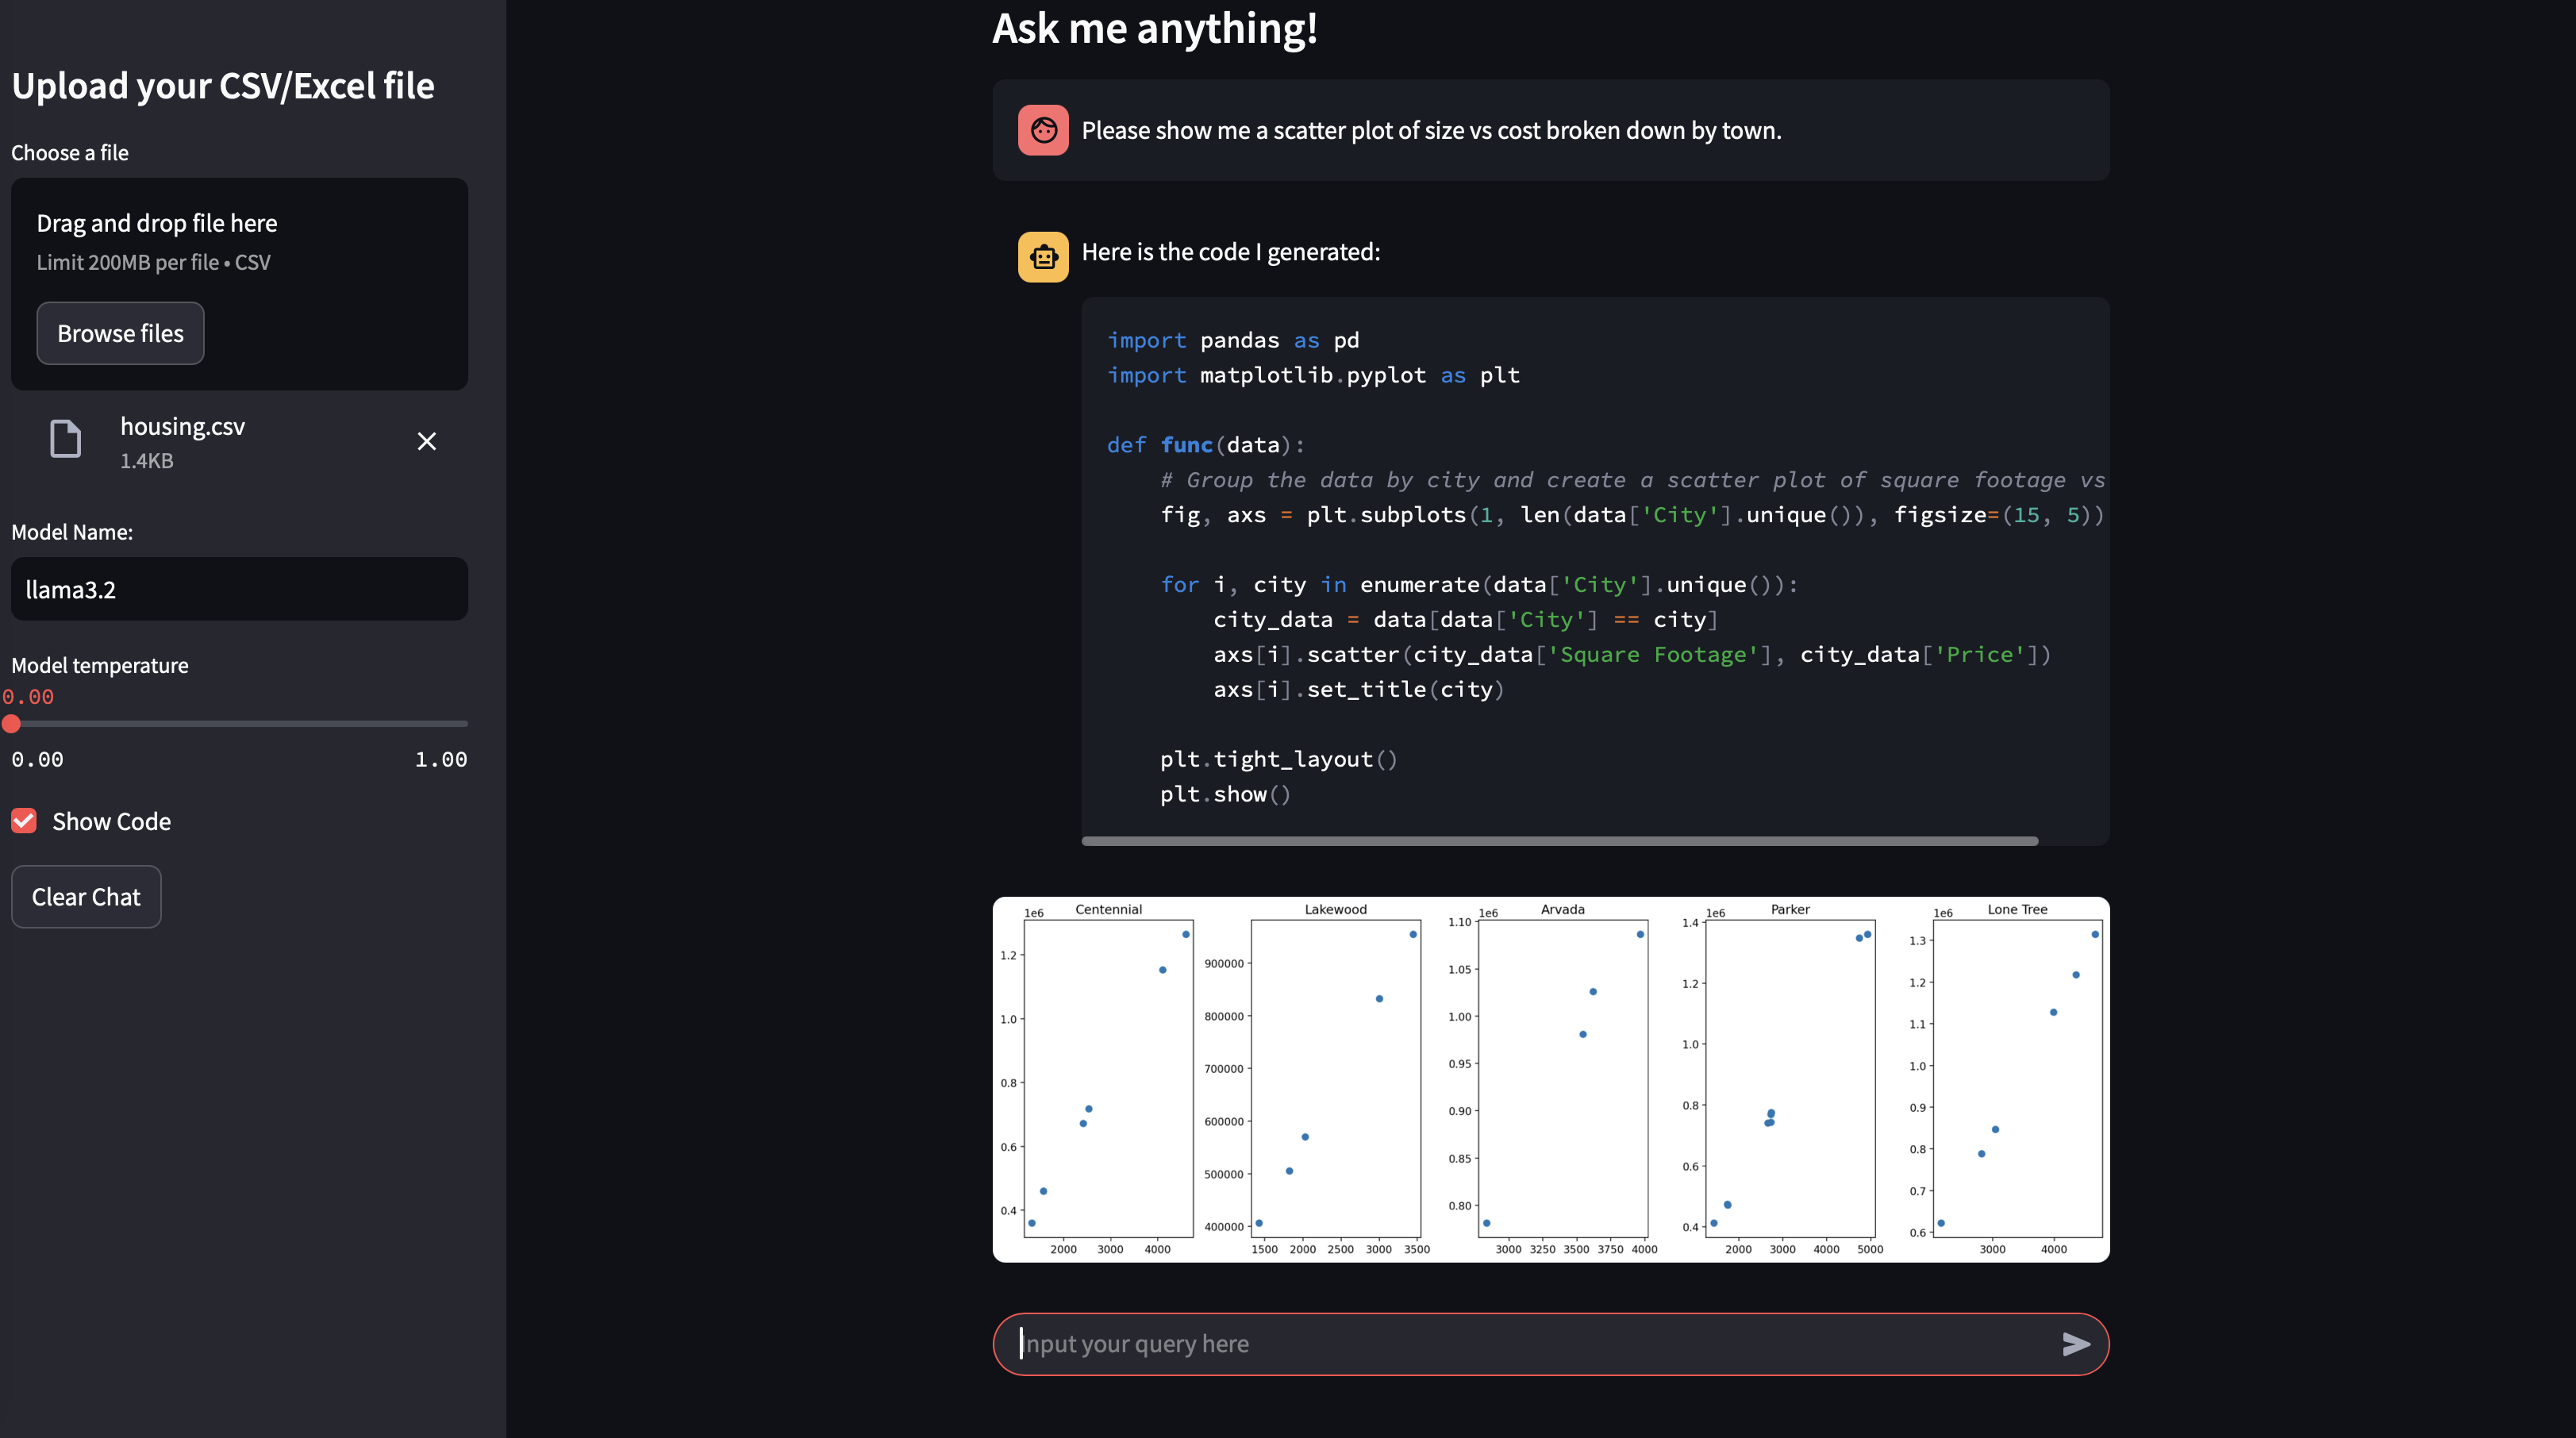 Upload your CSV/Excel file
Choose a file
Drag and drop file here
Limit 200MB per file • CSV
Browse files
housing.csv
1.4KB
Model Name:
llama3.2
Model temperature
0.00
0.00 1.00
Show Code
Clear Chat
Ask me anything!
Please show me a scatter plot of size vs cost broken down by town.
Here is the code I generated:
import pandas as pd
import matplotlib.pyplot as plt
def func(data):
    # Group the data by city and create a scatter plot of square footage vs
    fig, axs = plt.subplots(1, len(data['City'].unique()), figsize=(15, 5))
    for i, city in enumerate(data['City'].unique()):
        city_data = data[data['City'] == city]
        axs[i].scatter(city_data['Square Footage'], city_data['Price'])
        axs[i].set_title(city)
    plt.tight_layout()
    plt.show()
Centennial
1e6
1.2
1.0
0.8
0.6
0.4
2000 3000 4000
Lakewood
900000
800000
700000
600000
500000
400000
1500 2000 2500 3000 3500
Arvada
1e6
1.10
1.05
1.00
0.95
0.90
0.85
0.80
3000 3250 3500 3750 4000
Parker
1e6
1.4
1.2
1.0
0.8
0.6
0.4
2000 3000 4000 5000
Lone Tree
1e6
1.3
1.2
1.1
1.0
0.9
0.8
0.7
0.6
3000 4000
Input your query here